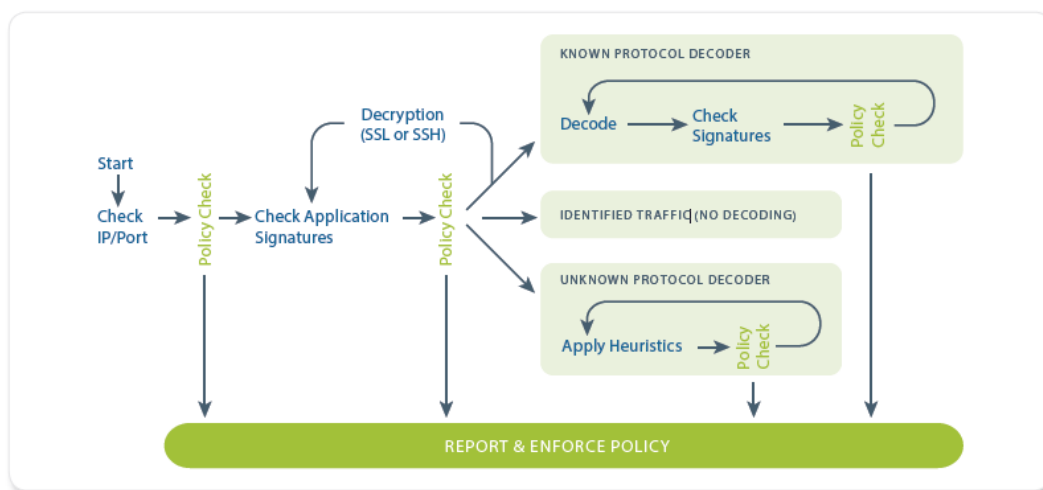 KNOWN PROTOCOL DECODER
Decryption
(SSL or SSH)
Decode
Check
Signatures
Policy
Check
Start
Check
IP/Port
Policy Check
Check Application
Signatures
Policy Check
IDENTIFIED TRAFFIC (NO DECODING)
UNKNOWN PROTOCOL DECODER
Apply Heuristics
Policy
Check
REPORT & ENFORCE POLICY